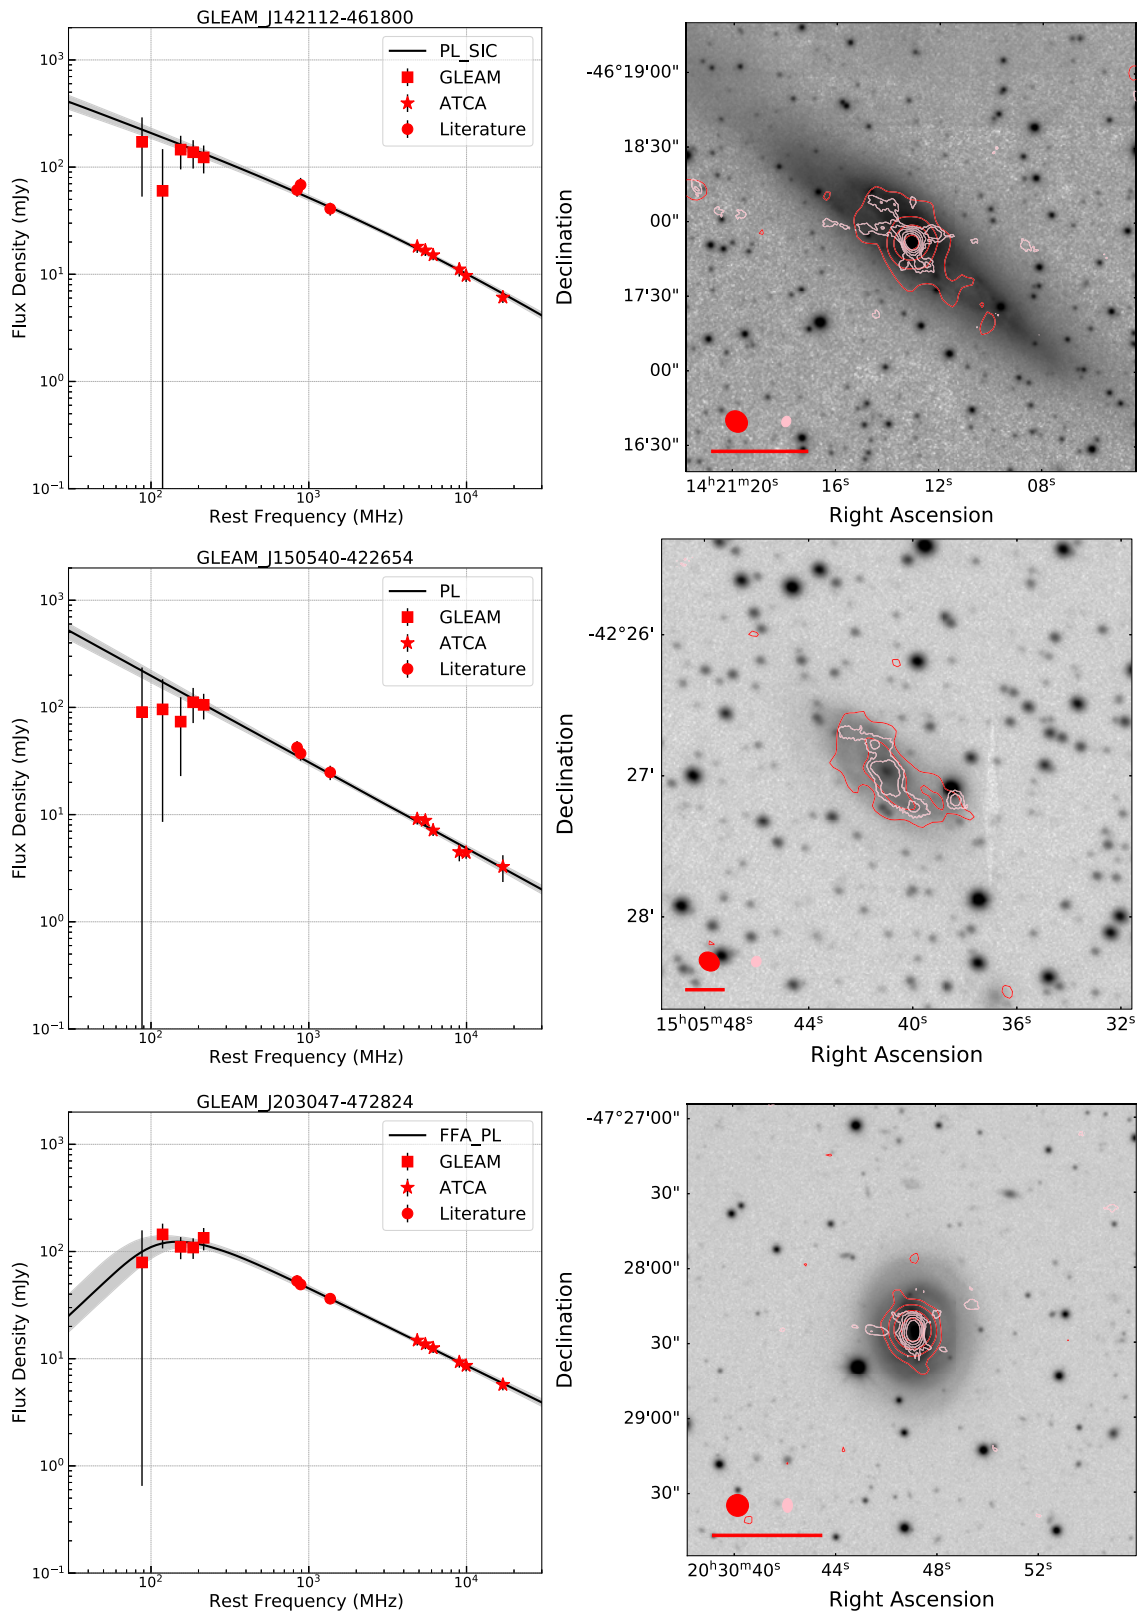 GLEAM_J142112-461800
PL_SIC
GLEAM
ATCA
Literature
10³
10²
10¹
10⁰
10⁻¹
Flux Density (mJy)
10²
10³
10⁴
Rest Frequency (MHz)
-46°19'00"
18'30"
00"
17'30"
00"
16'30"
Declination
14ʰ21ᵐ20ˢ
16ˢ
12ˢ
08ˢ
Right Ascension
GLEAM_J150540-422654
PL
GLEAM
ATCA
Literature
10³
10²
10¹
10⁰
10⁻¹
Flux Density (mJy)
10²
10³
10⁴
Rest Frequency (MHz)
-42°26'
27'
28'
Declination
15ʰ05ᵐ48ˢ
44ˢ
40ˢ
36ˢ
32ˢ
Right Ascension
GLEAM_J203047-472824
FFA_PL
GLEAM
ATCA
Literature
10³
10²
10¹
10⁰
10⁻¹
Flux Density (mJy)
10²
10³
10⁴
Rest Frequency (MHz)
-47°27'00"
30"
28'00"
30"
29'00"
30"
Declination
20ʰ30ᵐ40ˢ
44ˢ
48ˢ
52ˢ
Right Ascension